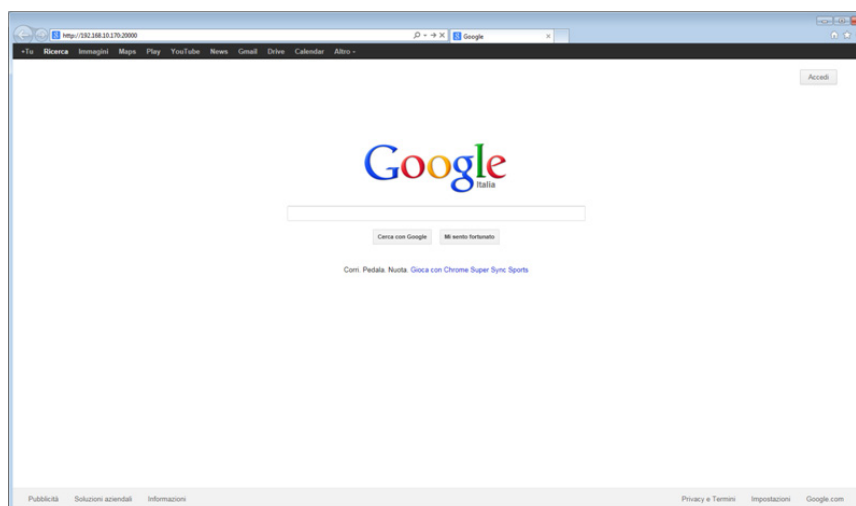 http://192.168.10.170:20000
Google
+Tu Ricerca Immagini Maps Play YouTube News Gmail Drive Calendar Altro
Accedi
Google
Italia
Cerca con Google Mi sento fortunato
Corri. Pedala. Nuota. Gioca con Chrome Super Sync Sports
Pubblicità Soluzioni aziendali Informazioni Privacy e Termini Impostazioni Google.com